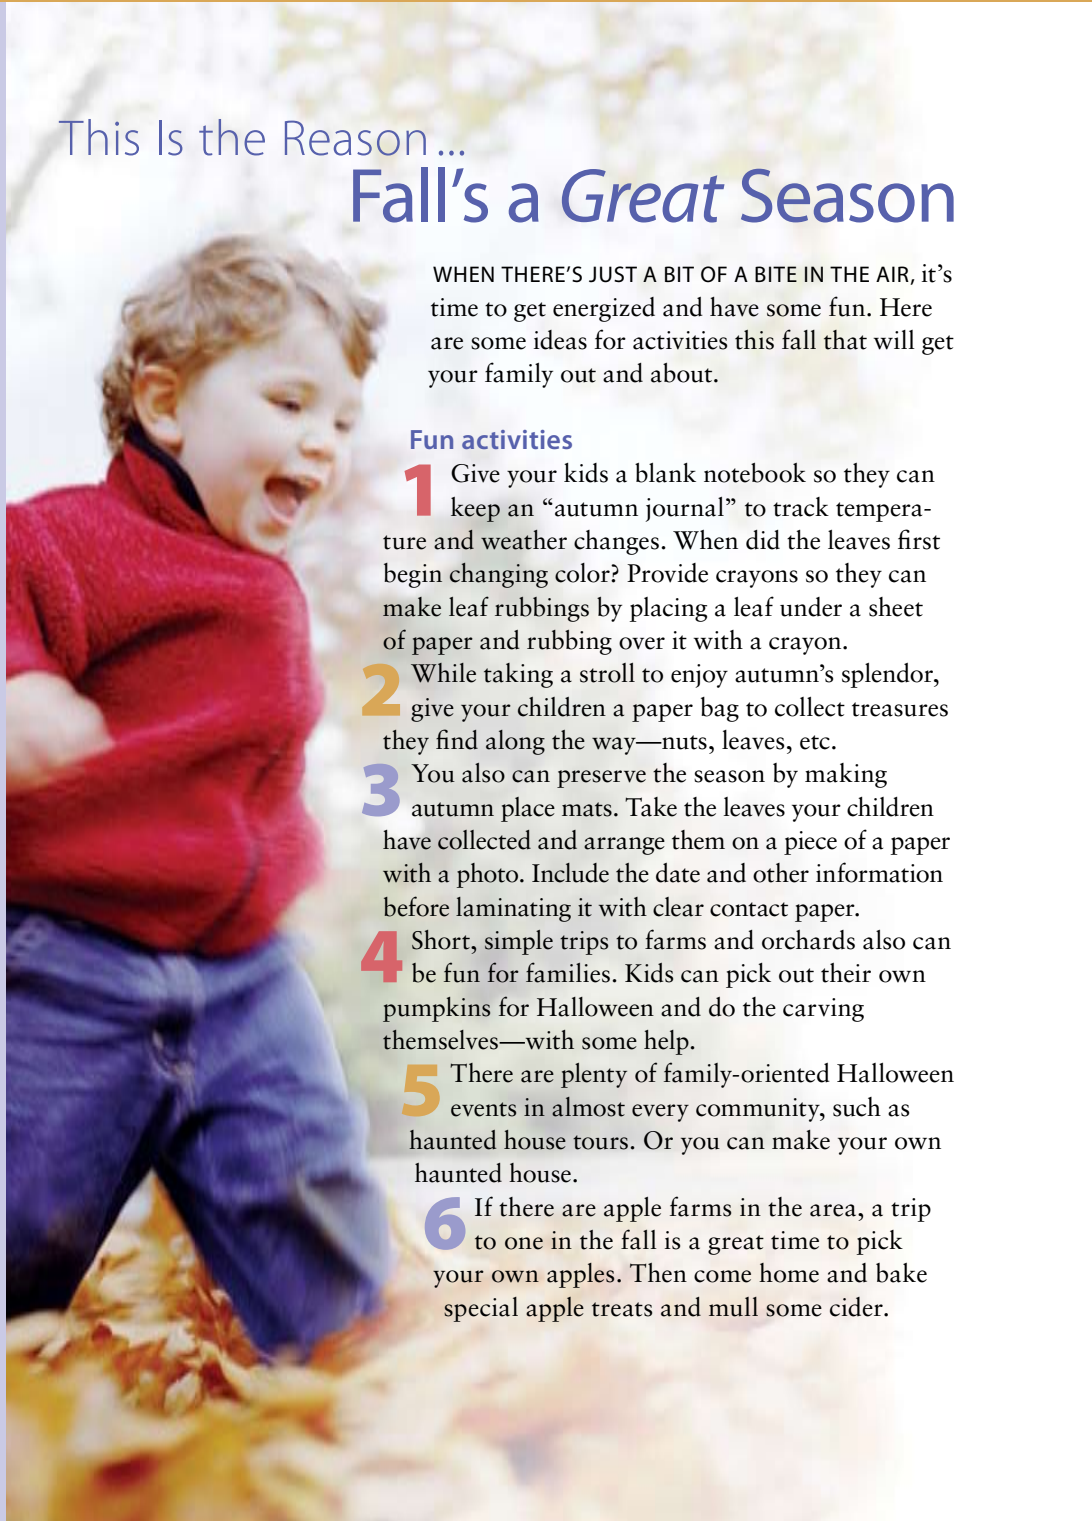 This Is the Reason...
Fall's a Great Season
WHEN THERE'S JUST A BIT OF A BITE IN THE AIR, it's
time to get energized and have some fun. Here
are some ideas for activities this fall that will get
your family out and about.
Fun activities
1 Give your kids a blank notebook so they can
keep an “autumn journal” to track tempera-
ture and weather changes. When did the leaves first
begin changing color? Provide crayons so they can
make leaf rubbings by placing a leaf under a sheet
of paper and rubbing over it with a crayon.
2 While taking a stroll to enjoy autumn's splendor,
give your children a paper bag to collect treasures
they find along the way—nuts, leaves, etc.
3 You also can preserve the season by making
autumn place mats. Take the leaves your children
have collected and arrange them on a piece of a paper
with a photo. Include the date and other information
before laminating it with clear contact paper.
4 Short, simple trips to farms and orchards also can
be fun for families. Kids can pick out their own
pumpkins for Halloween and do the carving
themselves—with some help.
5 There are plenty of family-oriented Halloween
events in almost every community, such as
haunted house tours. Or you can make your own
haunted house.
6 If there are apple farms in the area, a trip
to one in the fall is a great time to pick
your own apples. Then come home and bake
special apple treats and mull some cider.